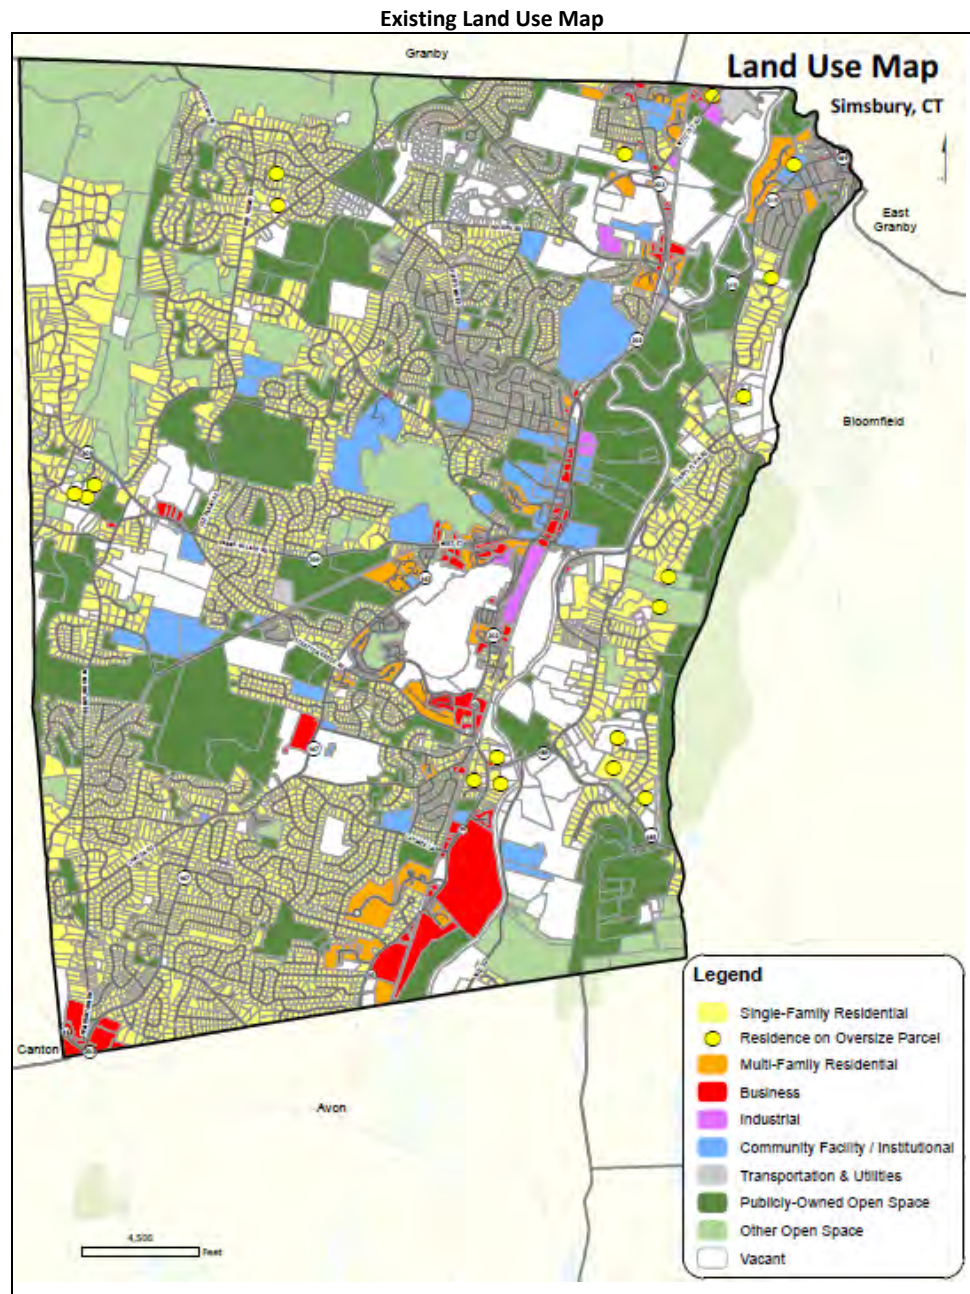 Existing Land Use Map
Granby
Land Use Map
Simsbury, CT
East
Granby
Bloomfield
Canton
Avon
4,500
Feet
Legend
Single-Family Residential
Residence on Oversize Parcel
Multi-Family Residential
Business
Industrial
Community Facility / Institutional
Transportation & Utilities
Publicly-Owned Open Space
Other Open Space
Vacant